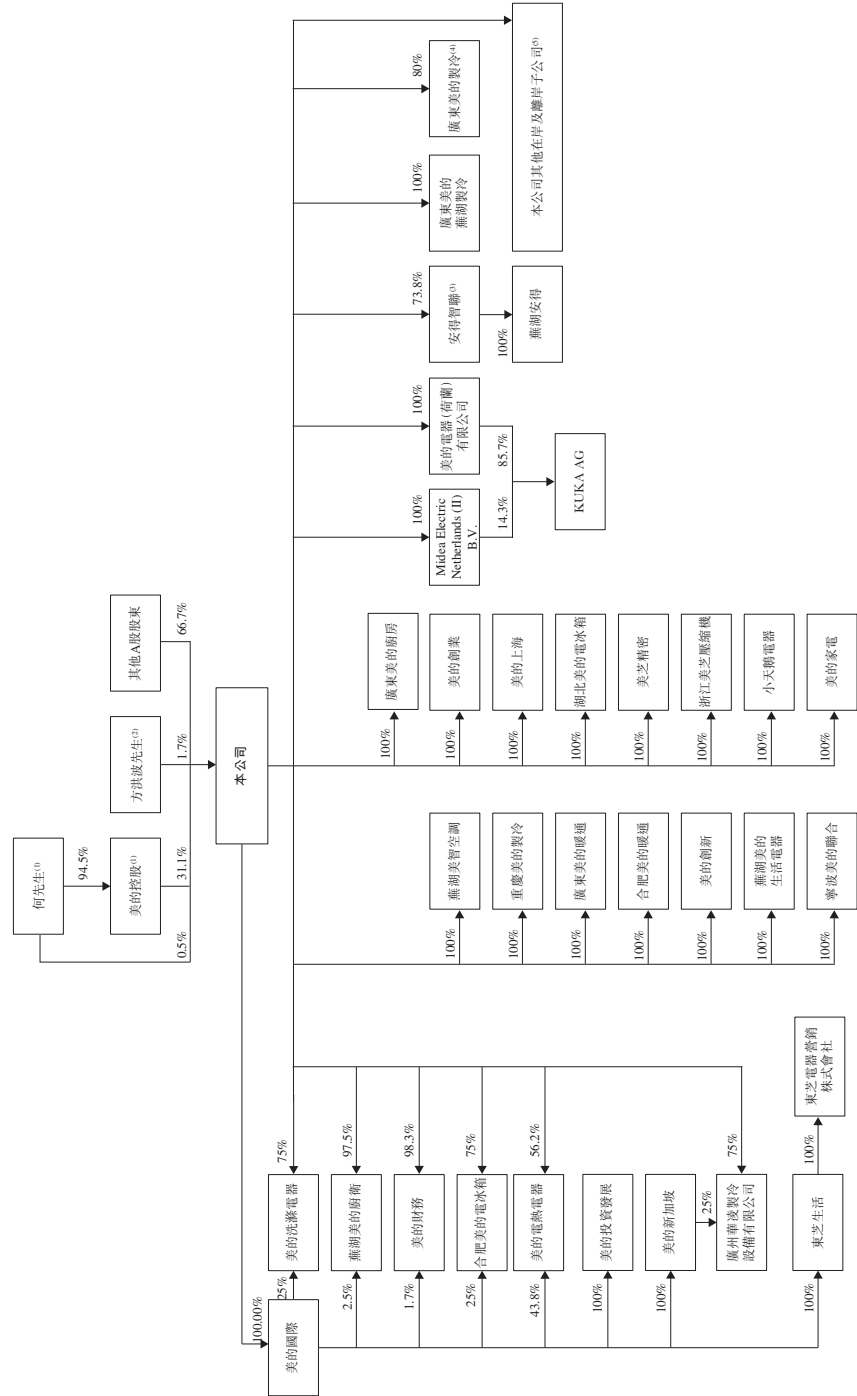 何先生⁽¹⁾
94.5%
美的控股⁽¹⁾
方洪波先生⁽²⁾
其他A股股東
0.5%
31.1%
1.7%
66.7%
本公司
100.00%
美的國際
25%
美的洗滌電器
75%
2.5%
蕪湖美的廚衛
97.5%
1.7%
美的財務
98.3%
25%
合肥美的電冰箱
75%
43.8%
美的電熱電器
56.2%
100%
美的投資發展
100%
美的新加坡
25%
廣州華凌製冷
設備有限公司
75%
100%
東芝生活
100%
東芝電器營銷
株式會社
100%
蕪湖美智空調
100%
重慶美的製冷
100%
廣東美的暖通
100%
合肥美的暖通
100%
美的創新
100%
蕪湖美的
生活電器
100%
寧波美的聯合
100%
廣東美的廚房
100%
美的創業
100%
美的上海
100%
湖北美的電冰箱
100%
美芝精密
100%
浙江美芝壓縮機
100%
小天鵝電器
100%
美的家電
100%
Midea Electric
Netherlands (II)
B.V.
100%
美的電器(荷蘭)
有限公司
14.3%
85.7%
KUKA AG
73.8%
安得智聯⁽³⁾
100%
蕪湖安得
100%
廣東美的
蕪湖製冷
80%
廣東美的製冷⁽⁴⁾
本公司其他在岸及離岸子公司⁽⁵⁾